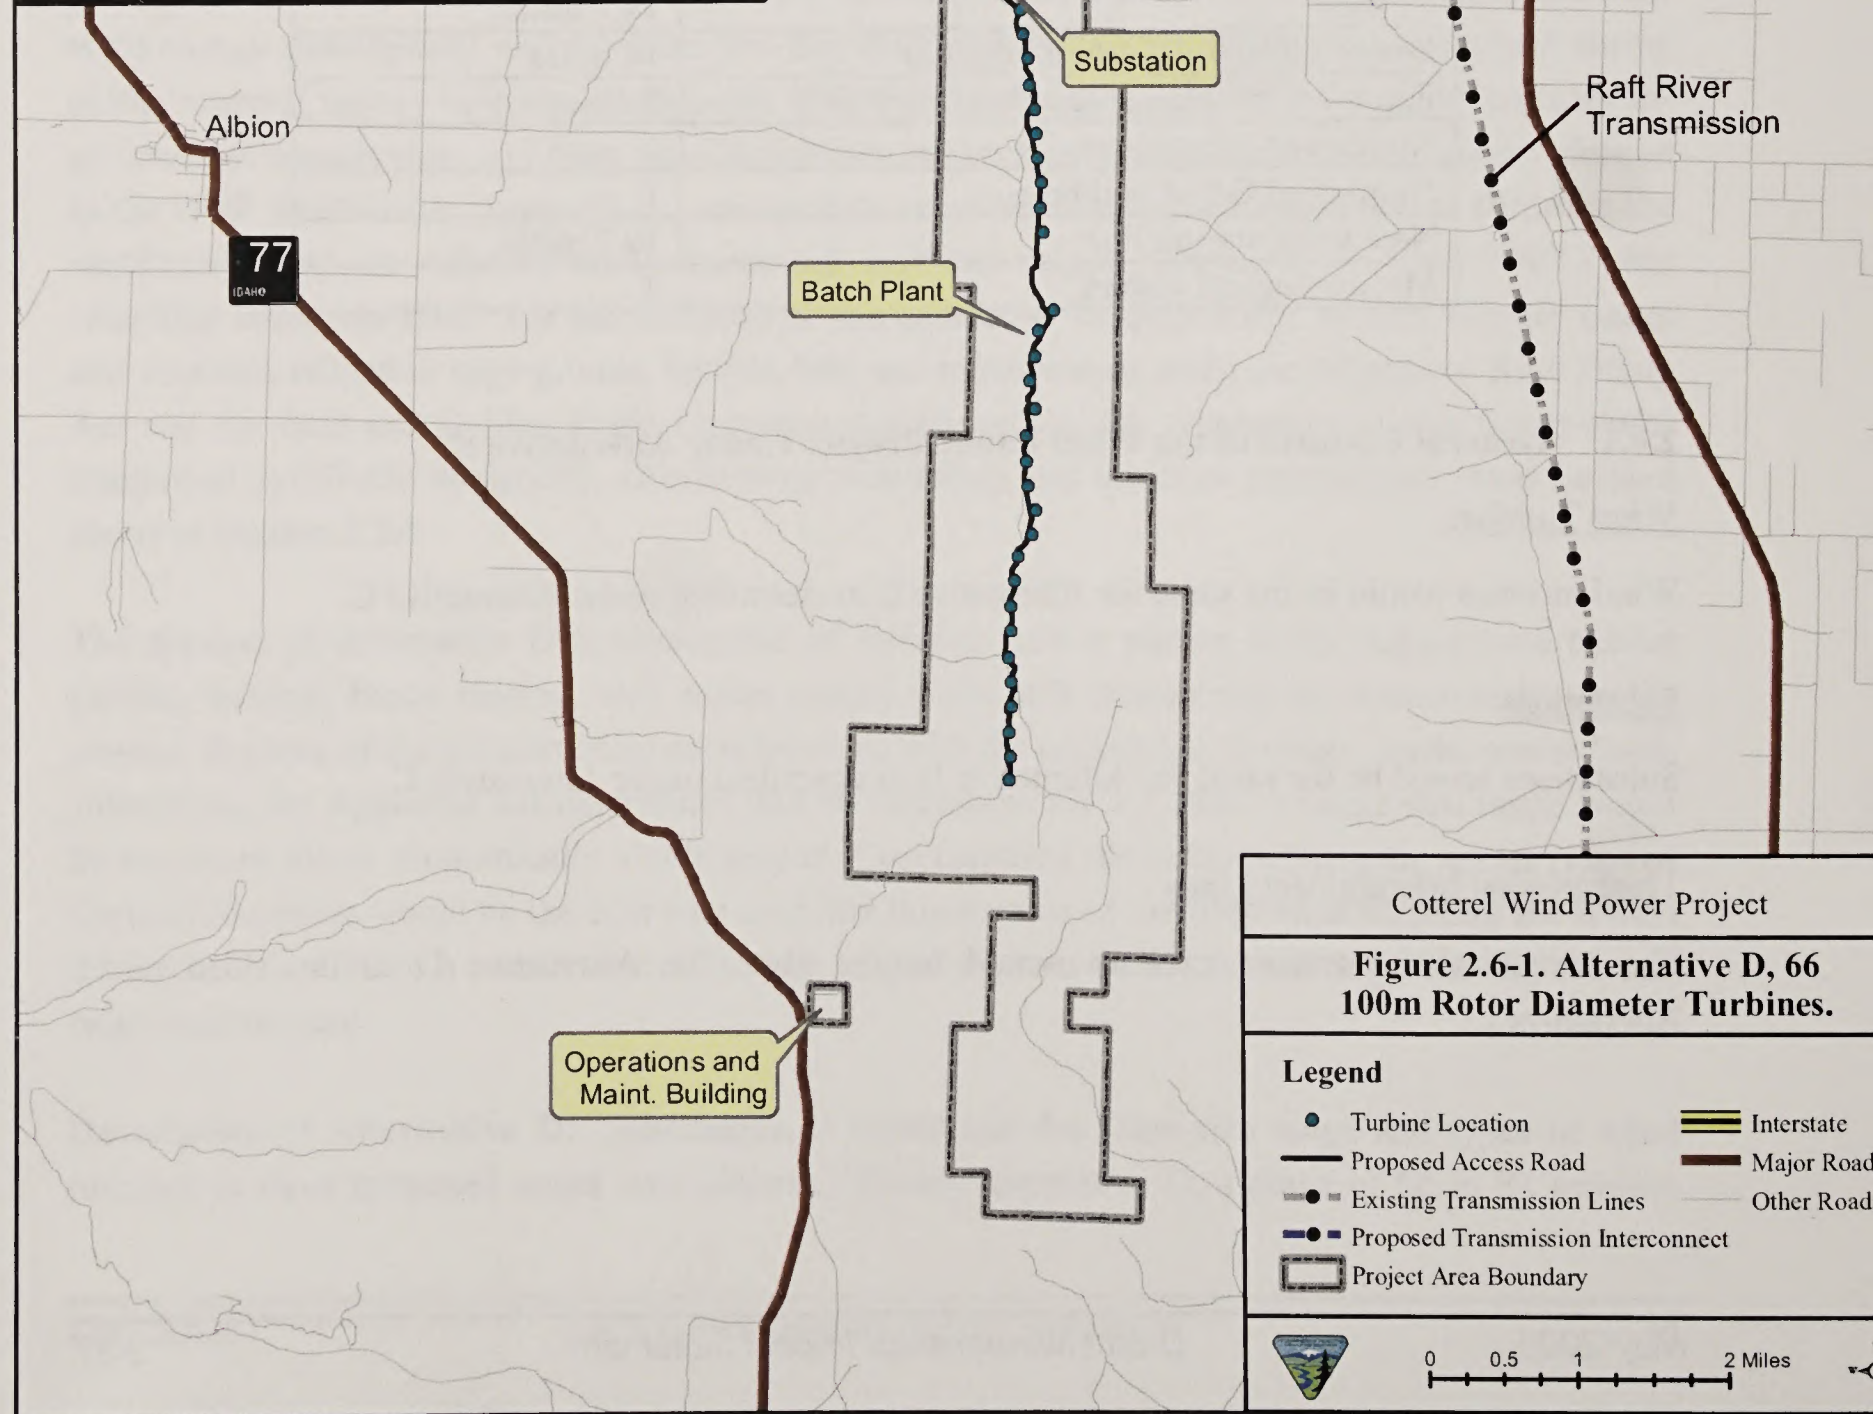 Substation
Raft River
Transmission
Albion
77
IDAHO
Batch Plant
Operations and
Maint. Building
Cotterel Wind Power Project
Figure 2.6-1. Alternative D, 66
100m Rotor Diameter Turbines.
Legend
Turbine Location
Proposed Access Road
Existing Transmission Lines
Proposed Transmission Interconnect
Project Area Boundary
Interstate
Major Road
Other Road
0 0.5 1 2 Miles